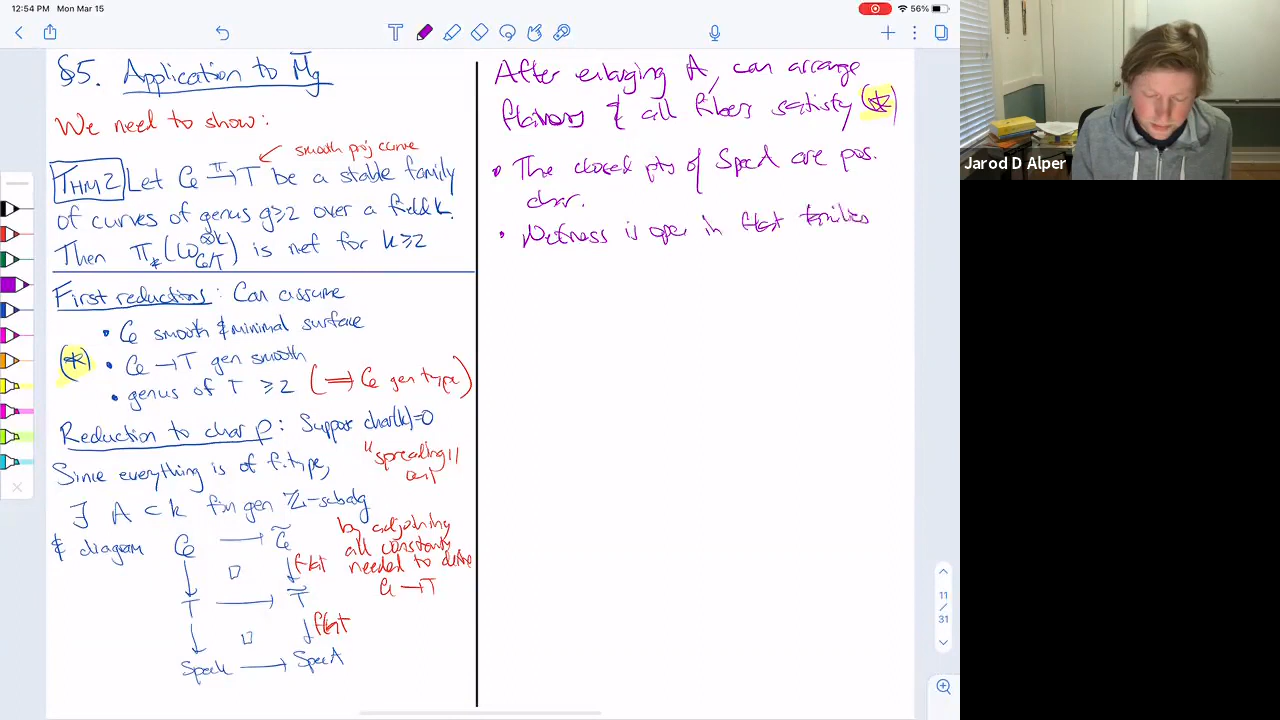 12:54 PM Mon Mar 15
56%
§5. Application to M̄g
We need to show:
smooth proj curve
THM 2 Let C →π T be a stable family
of curves of genus g≥2 over a field k.
Then π_*(ω_{C/T}^{⊗k}) is nef for k≥2
First reductions: Can assume
• C smooth & minimal surface
(*) • C → T gen smooth
• genus of T ≥ 2 (⟹ C gen type)
Reduction to char p: Suppose char(k)=0
Since everything is of f.type,
"spreading out"
∃ A ⊂ k fin gen ℤ-subalg
& diagram C → C̃
by adjoining
all constants
needed to define
C → T
flat
T → T̃
flat
Spec k → Spec A
After enlarging A, can arrange
flatness & all fibers satisfy (*)
• The closed pts of Spec A are pos.
char.
• Nefness is open in flat families
Jarod D Alper
11
/
31